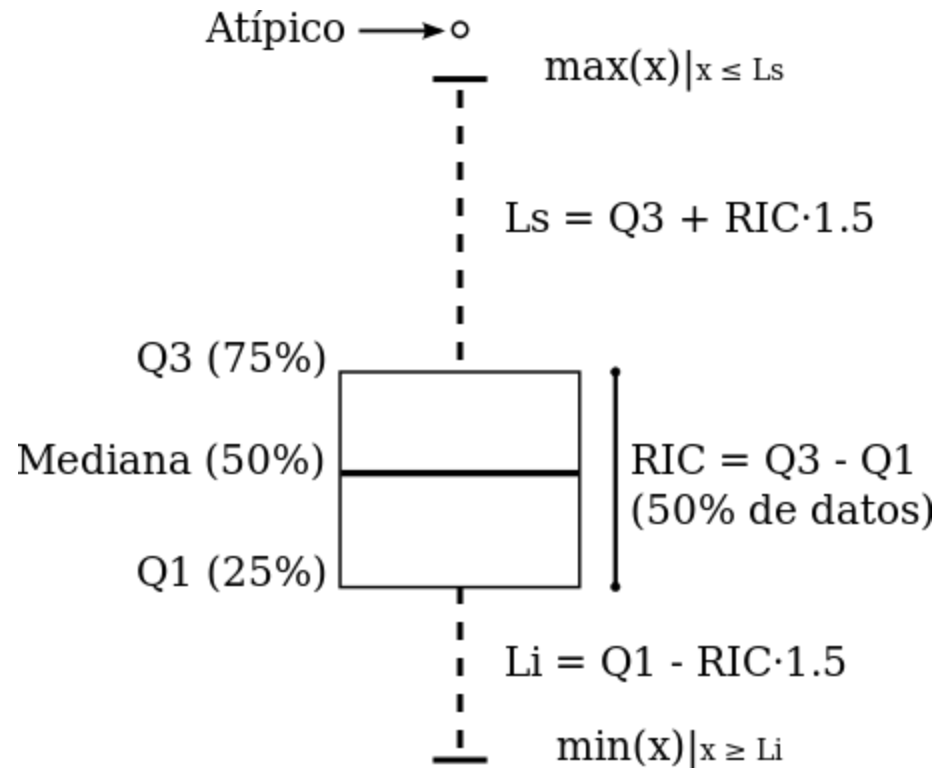 Atípico
max(x)|x ≤ Ls
Ls = Q3 + RIC·1.5
Q3 (75%)
Mediana (50%)
RIC = Q3 - Q1
(50% de datos)
Q1 (25%)
Li = Q1 - RIC·1.5
min(x)|x ≥ Li